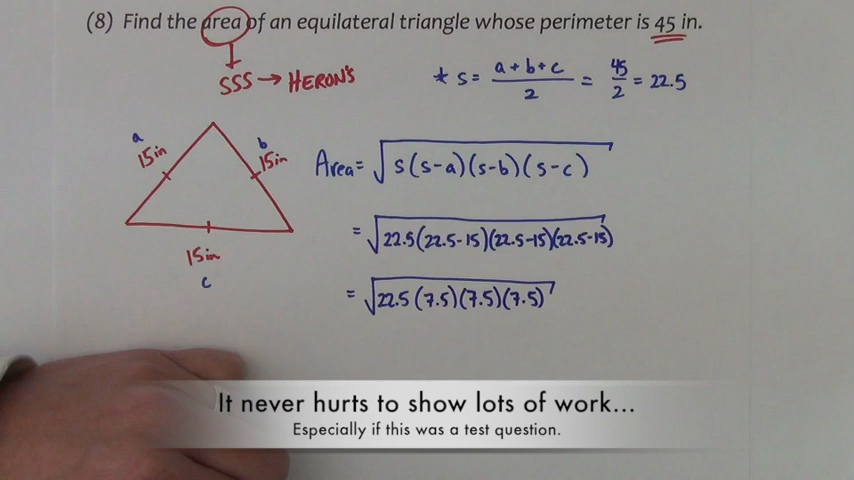 (8) Find the area of an equilateral triangle whose perimeter is 45 in.
SSS → HERON'S
* s = a + b + c / 2 = 45 / 2 = 22.5
a
15in
b
15in
Area = √s(s-a)(s-b)(s-c)
= √22.5(22.5-15)(22.5-15)(22.5-15)
15in
c
= √22.5(7.5)(7.5)(7.5)
It never hurts to show lots of work...
Especially if this was a test question.